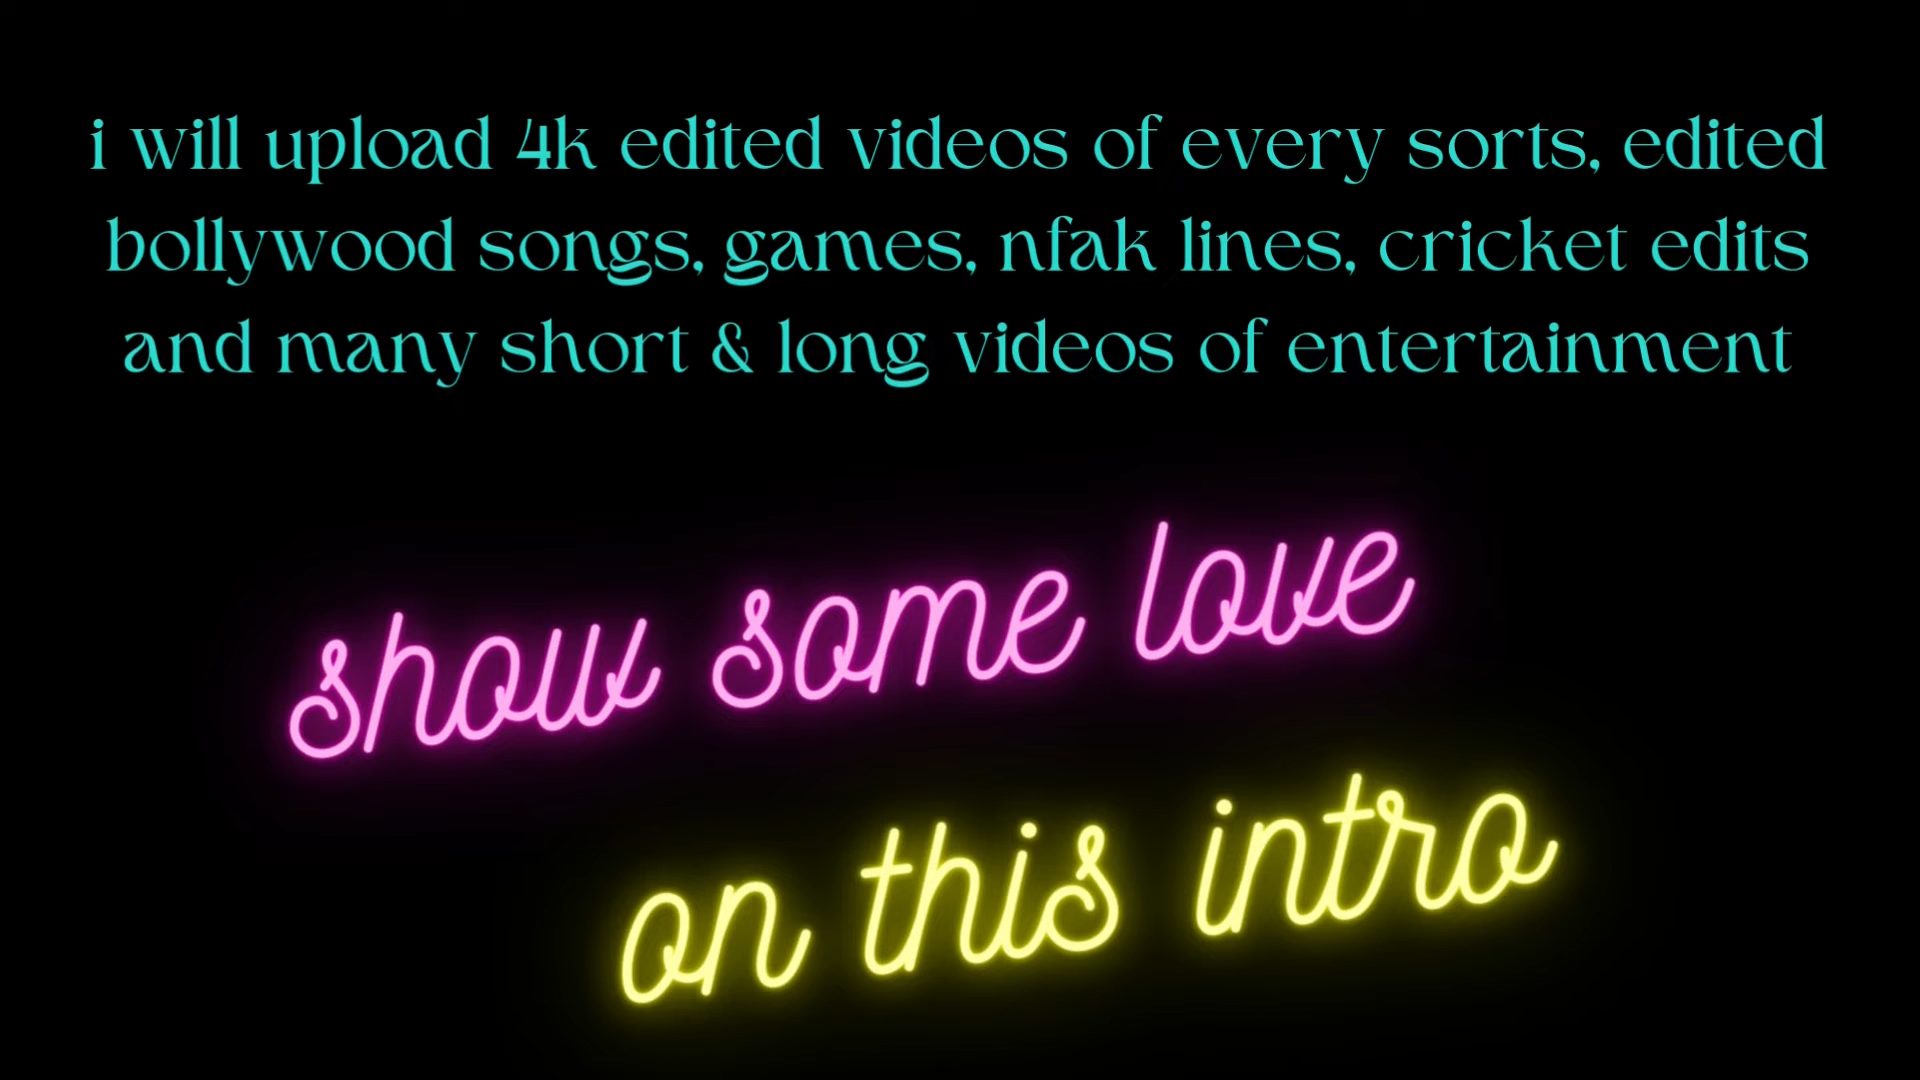 i will upload 4k edited videos of every sorts, edited
bollywood songs, games, nfak lines, cricket edits
and many short & long videos of entertainment
show some love
on this intro